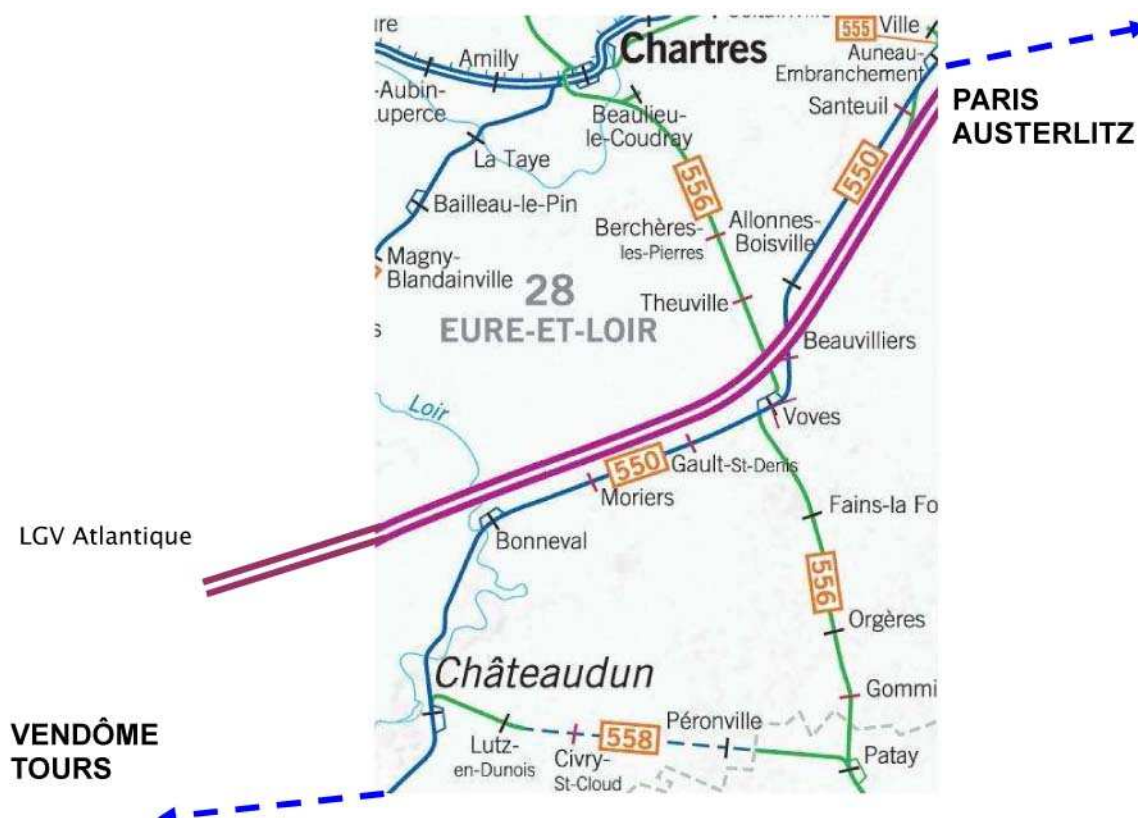 Chartres
555 Ville
Auneau-
Embranchement
Amilly
-Aubin-
Beaulieu-
le-Coudray
Santeuil
PARIS
AUSTERLITZ
La Taye
556
550
Bailleau-le-Pin
Berchères-
les-Pierres
Allonnes-
Boisville
Magny-
Blandainville
28
EURE-ET-LOIR
Theuville
Beauvilliers
Loir
Voves
550
Gault-St-Denis
Moriers
Fains-la Fo
LGV Atlantique
Bonneval
556
Orgères
Châteaudun
Gommi
VENDÔME
TOURS
Lutz-
en-Dunois
Civry-
St-Cloud
558
Péronville
Patay